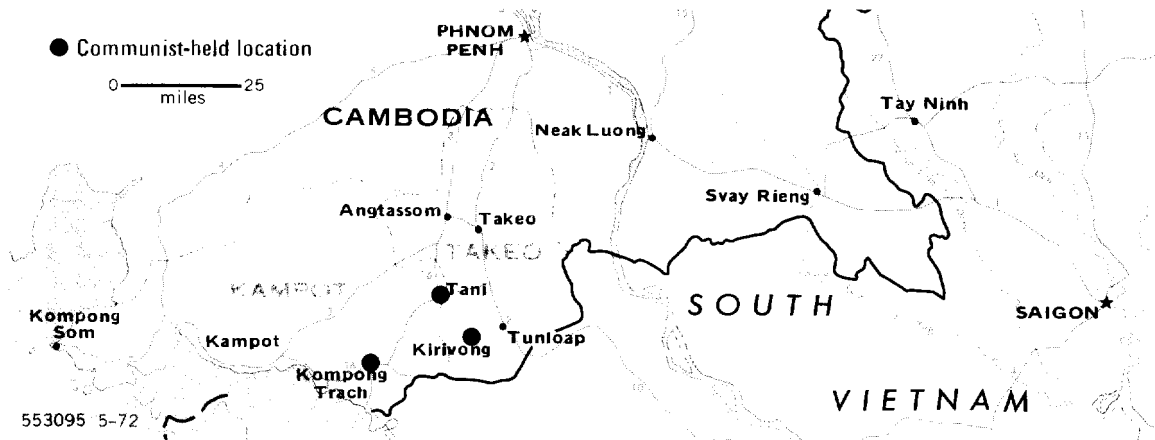 PHNOM
PENH
Communist-held location
0 25
miles
CAMBODIA
Tay Ninh
Neak Luong
Svay Rieng
Angtassom
Takeo
TAKEO
KAMPOT
Tani
SOUTH
Kompong
Som
SAIGON
Kampot
Kirivong
Tunloap
Kompong
Trach
VIETNAM
553095 5-72